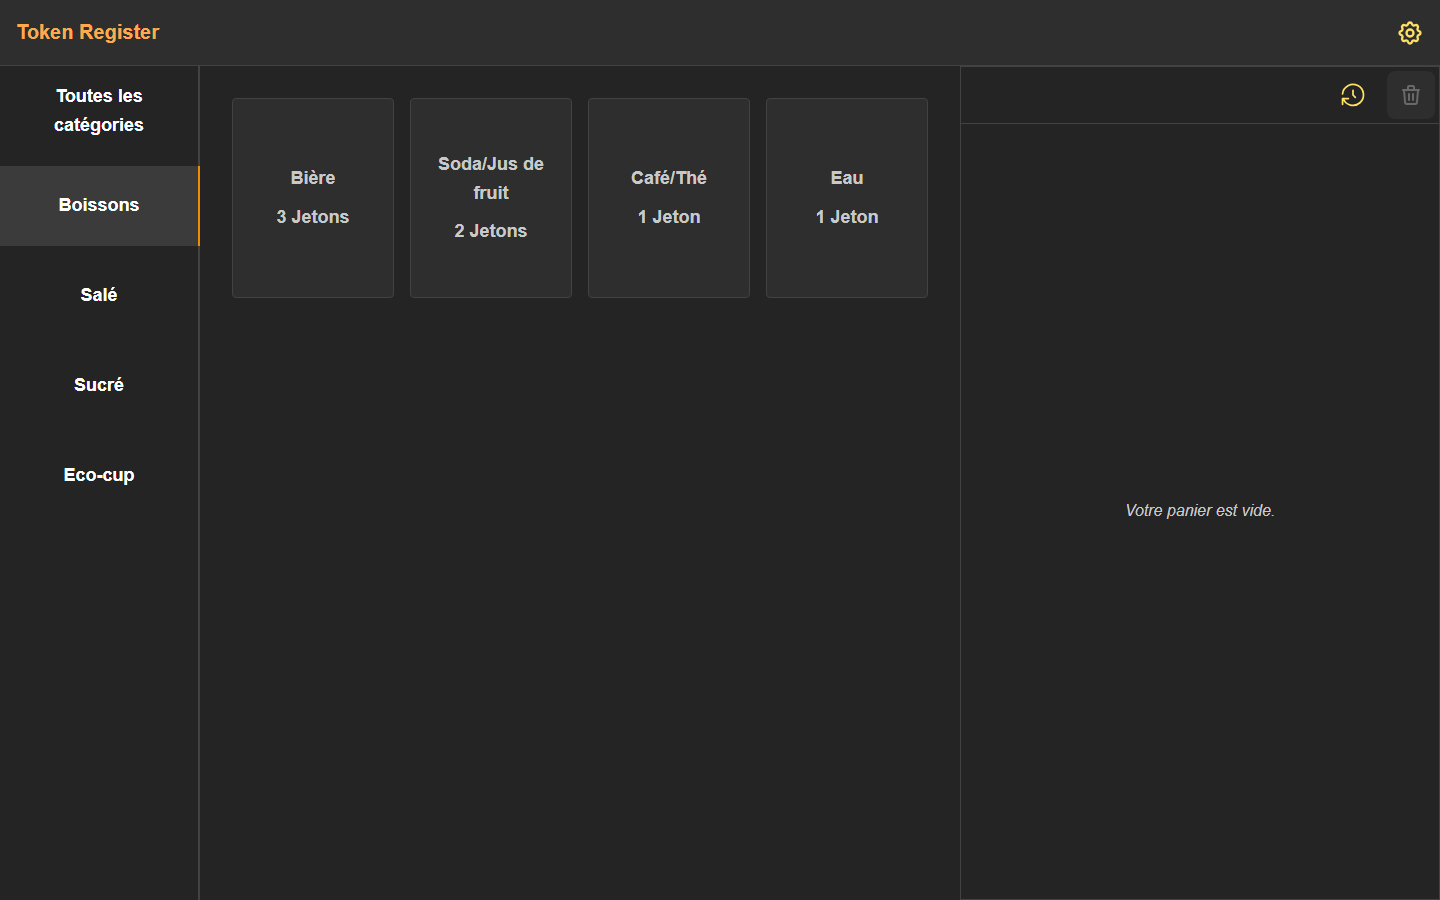 Token Register
Toutes les
catégories
Boissons
Salé
Sucré
Eco-cup
Bière
3 Jetons
Soda/Jus de
fruit
2 Jetons
Café/Thé
1 Jeton
Eau
1 Jeton
Votre panier est vide.